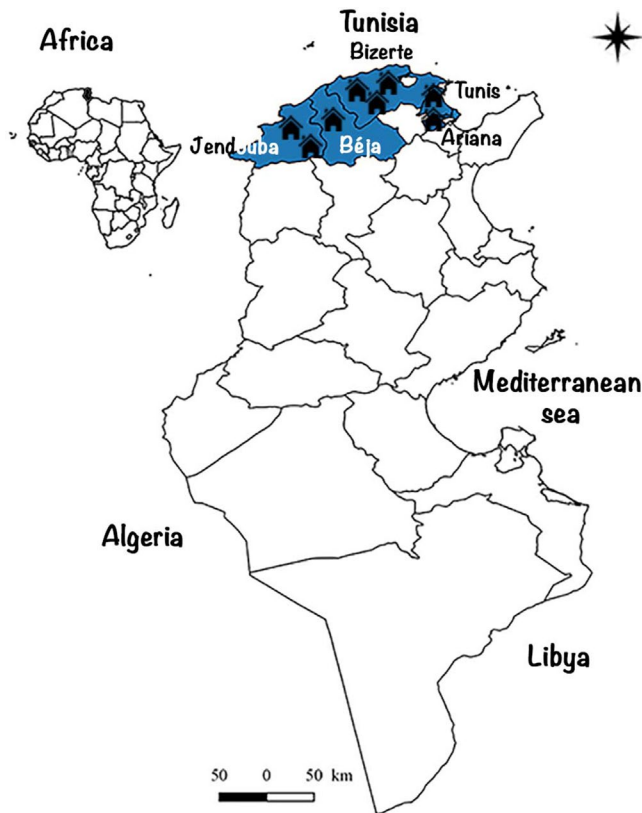 Africa
Tunisia
Bizerte
Tunis
Ariana
Jendouba
Béja
Mediterranean
sea
Algeria
Libya
50 0 50 km